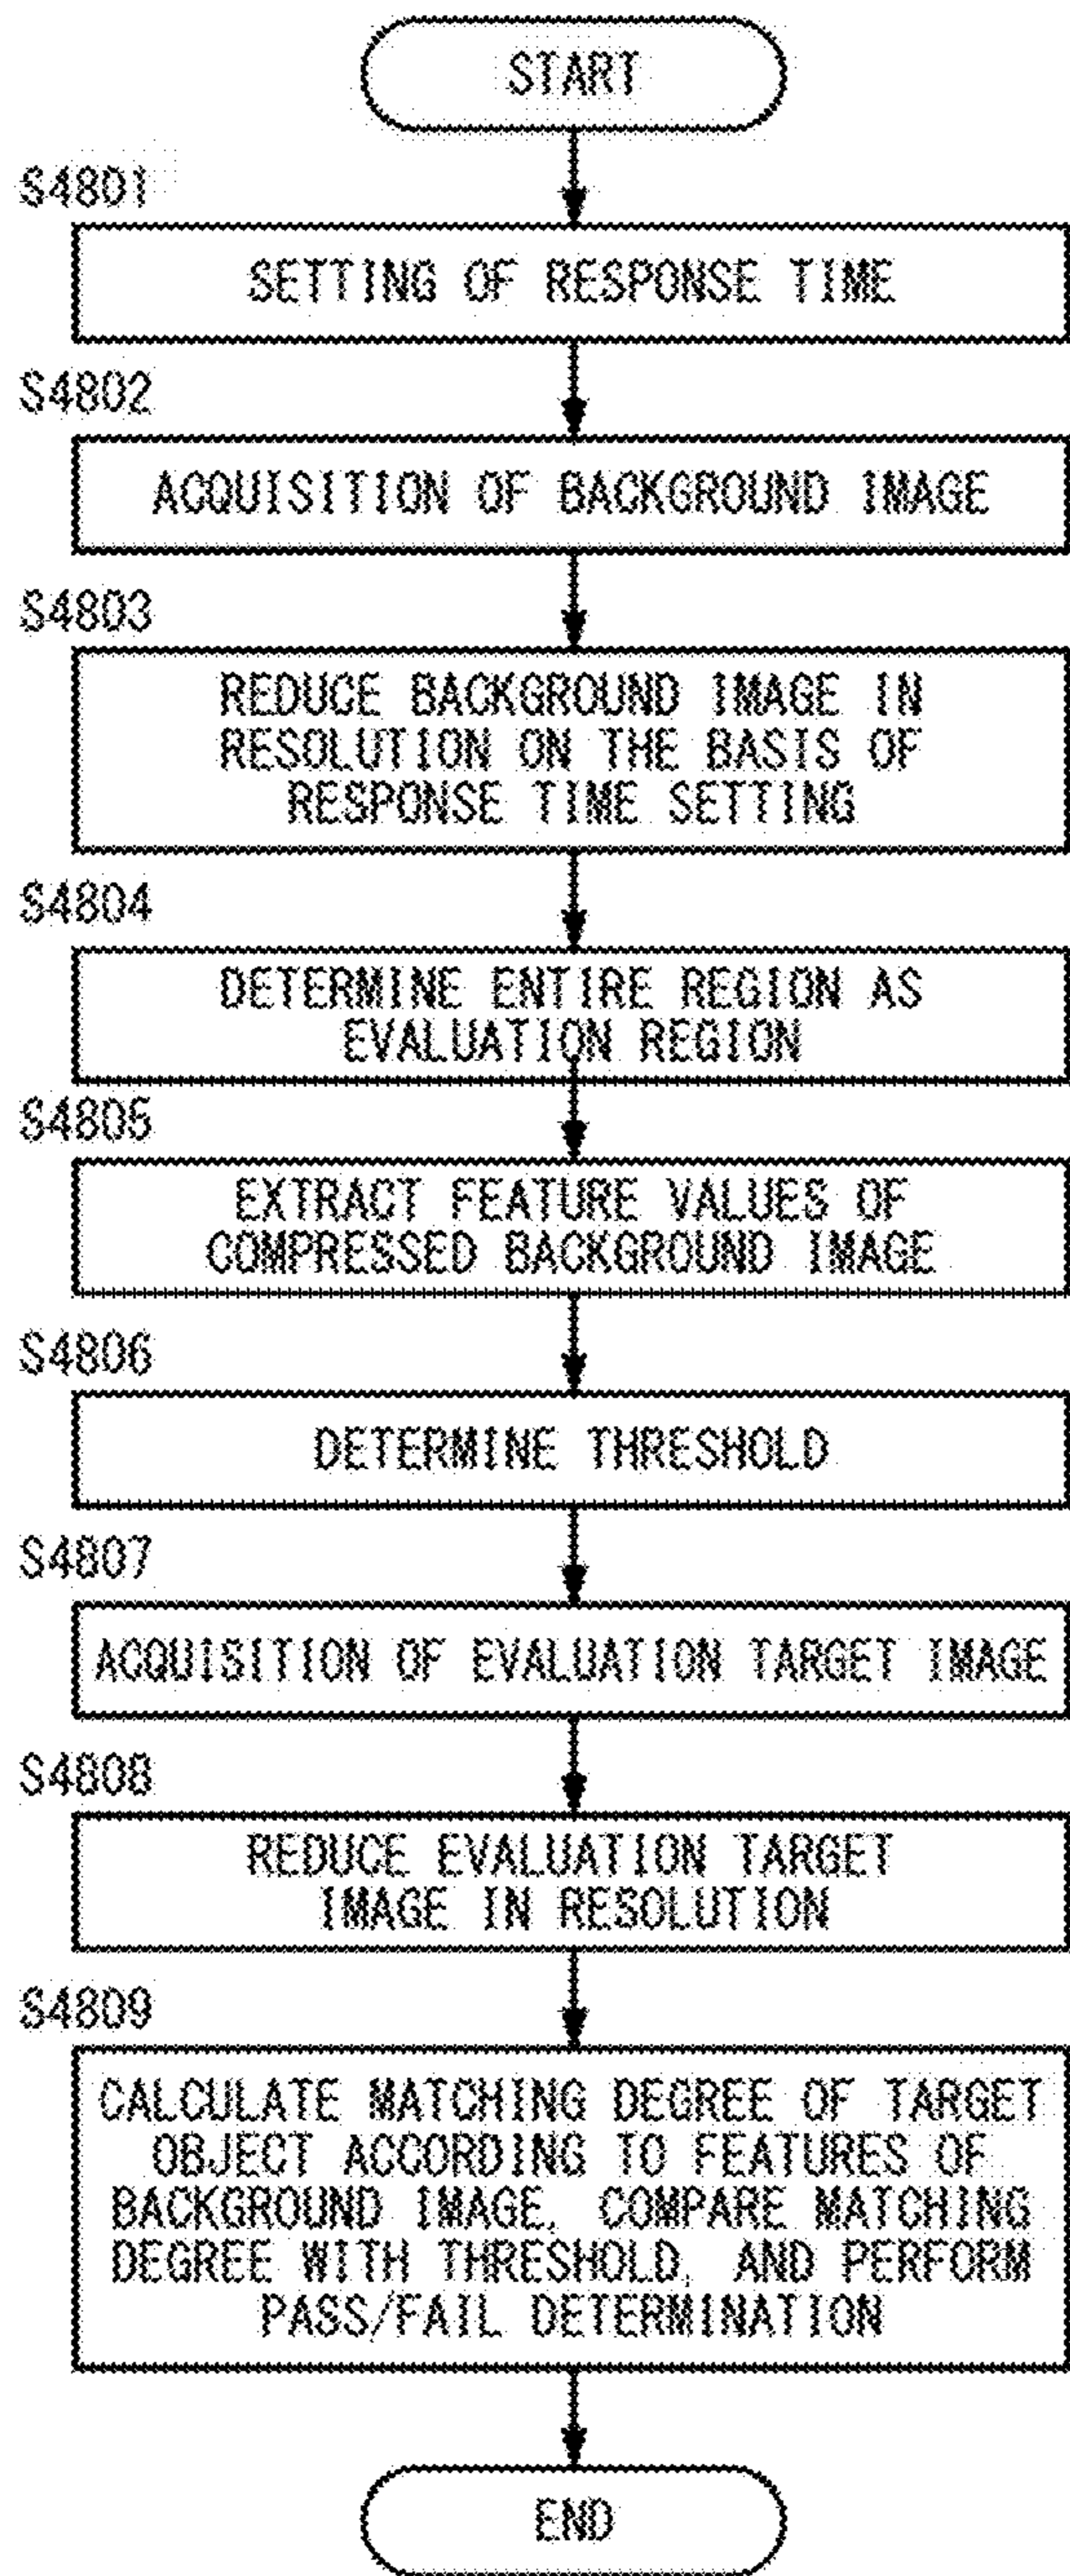 START
S4801
SETTING OF RESPONSE TIME
S4802
ACQUISITION OF BACKGROUND IMAGE
S4803
REDUCE BACKGROUND IMAGE IN
RESOLUTION ON THE BASIS OF
RESPONSE TIME SETTING
S4804
DETERMINE ENTIRE REGION AS
EVALUATION REGION
S4805
EXTRACT FEATURE VALUES OF
COMPRESSED BACKGROUND IMAGE
S4806
DETERMINE THRESHOLD
S4807
ACQUISITION OF EVALUATION TARGET IMAGE
S4808
REDUCE EVALUATION TARGET
IMAGE IN RESOLUTION
S4809
CALCULATE MATCHING DEGREE OF TARGET
OBJECT ACCORDING TO FEATURES OF
BACKGROUND IMAGE, COMPARE MATCHING
DEGREE WITH THRESHOLD, AND PERFORM
PASS/FAIL DETERMINATION
END